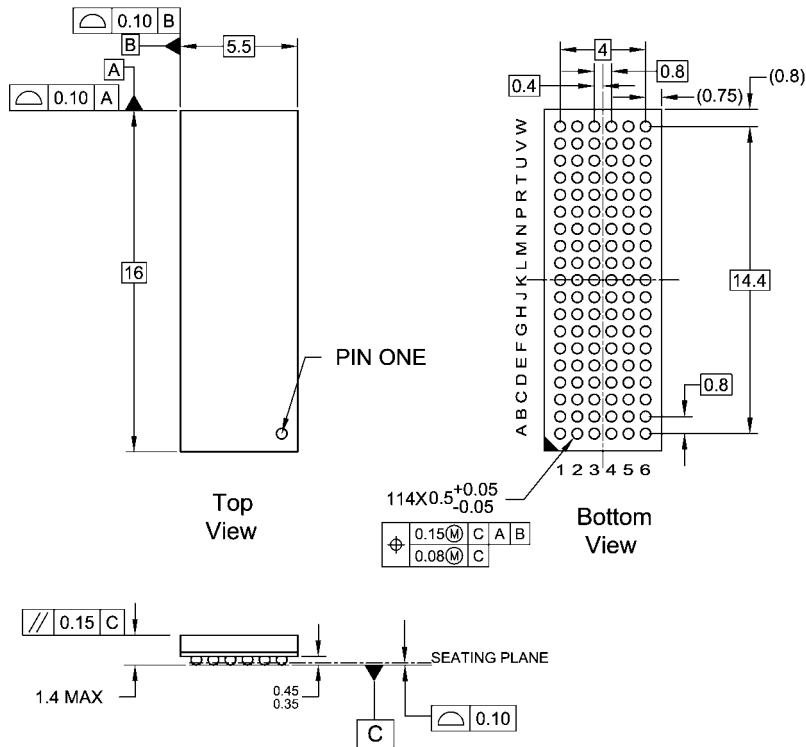 ⌓ 0.10 B
B
5.5
A
⌓ 0.10 A
16
PIN ONE
Top
View
4
0.8
0.4
(0.75)
(0.8)
W
V
U
T
R
P
N
M
L
K
J
H
G
F
E
D
C
B
A
14.4
0.8
1 2 3 4 5 6
114X0.5 +0.05
-0.05
⌖ 0.15Ⓜ C A B
0.08Ⓜ C
Bottom
View
// 0.15 C
1.4 MAX
0.45
0.35
SEATING PLANE
C
⌓ 0.10